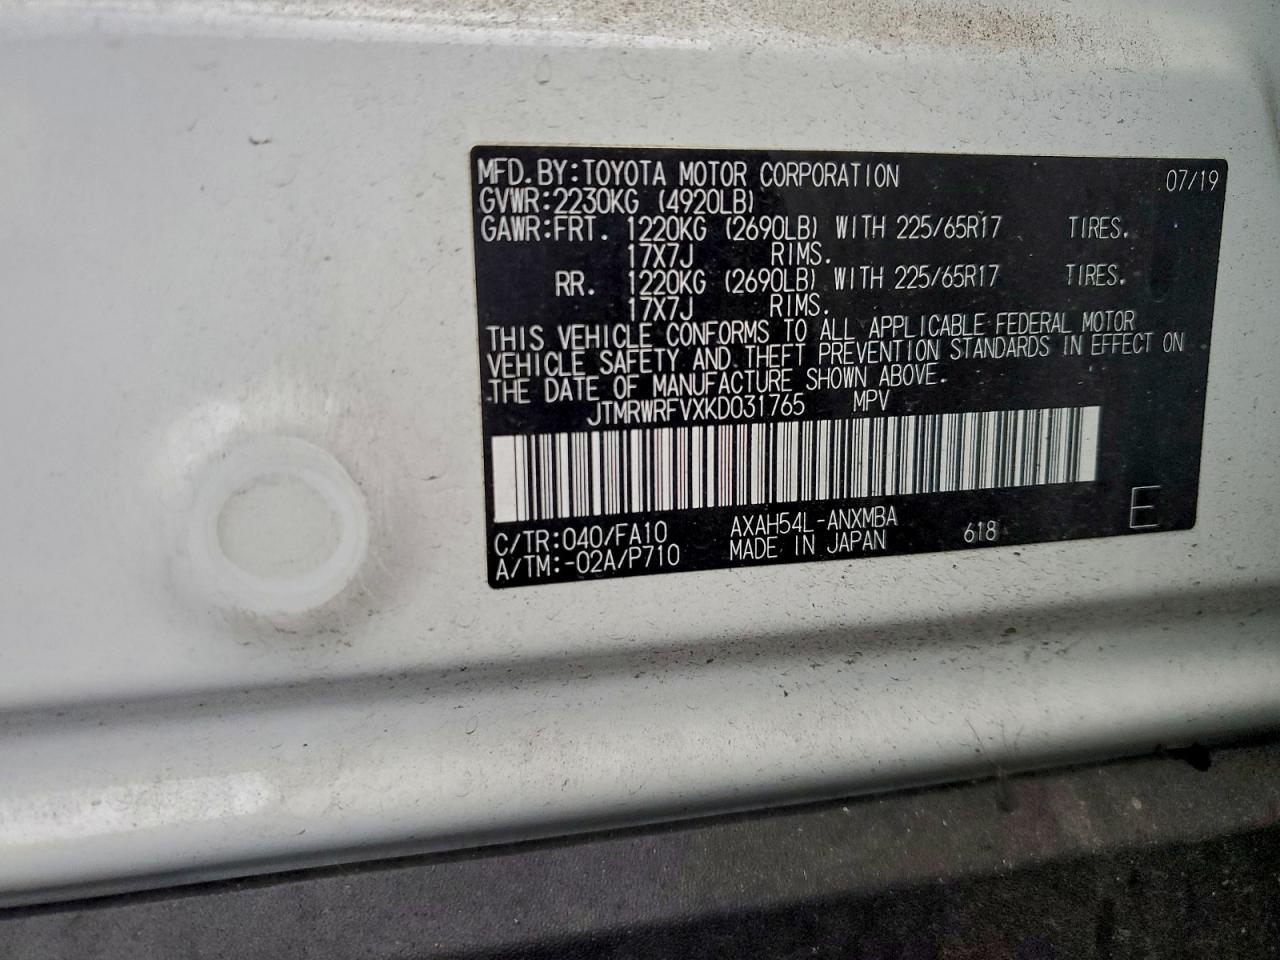 MFD. BY: TOYOTA MOTOR CORPORATION 07/19
GVWR: 2230KG (4920LB)
GAWR: FRT. 1220KG (2690LB) WITH 225/65R17 TIRES.
17X7J RIMS.
RR. 1220KG (2690LB) WITH 225/65R17 TIRES.
17X7J RIMS.
THIS VEHICLE CONFORMS TO ALL APPLICABLE FEDERAL MOTOR
VEHICLE SAFETY AND THEFT PREVENTION STANDARDS IN EFFECT ON
THE DATE OF MANUFACTURE SHOWN ABOVE.
JTMRWRFVXKD031765 MPV
C/TR: 040/FA10 AXAH54L-ANXMBA 618 E
A/TM: -02A/P710 MADE IN JAPAN